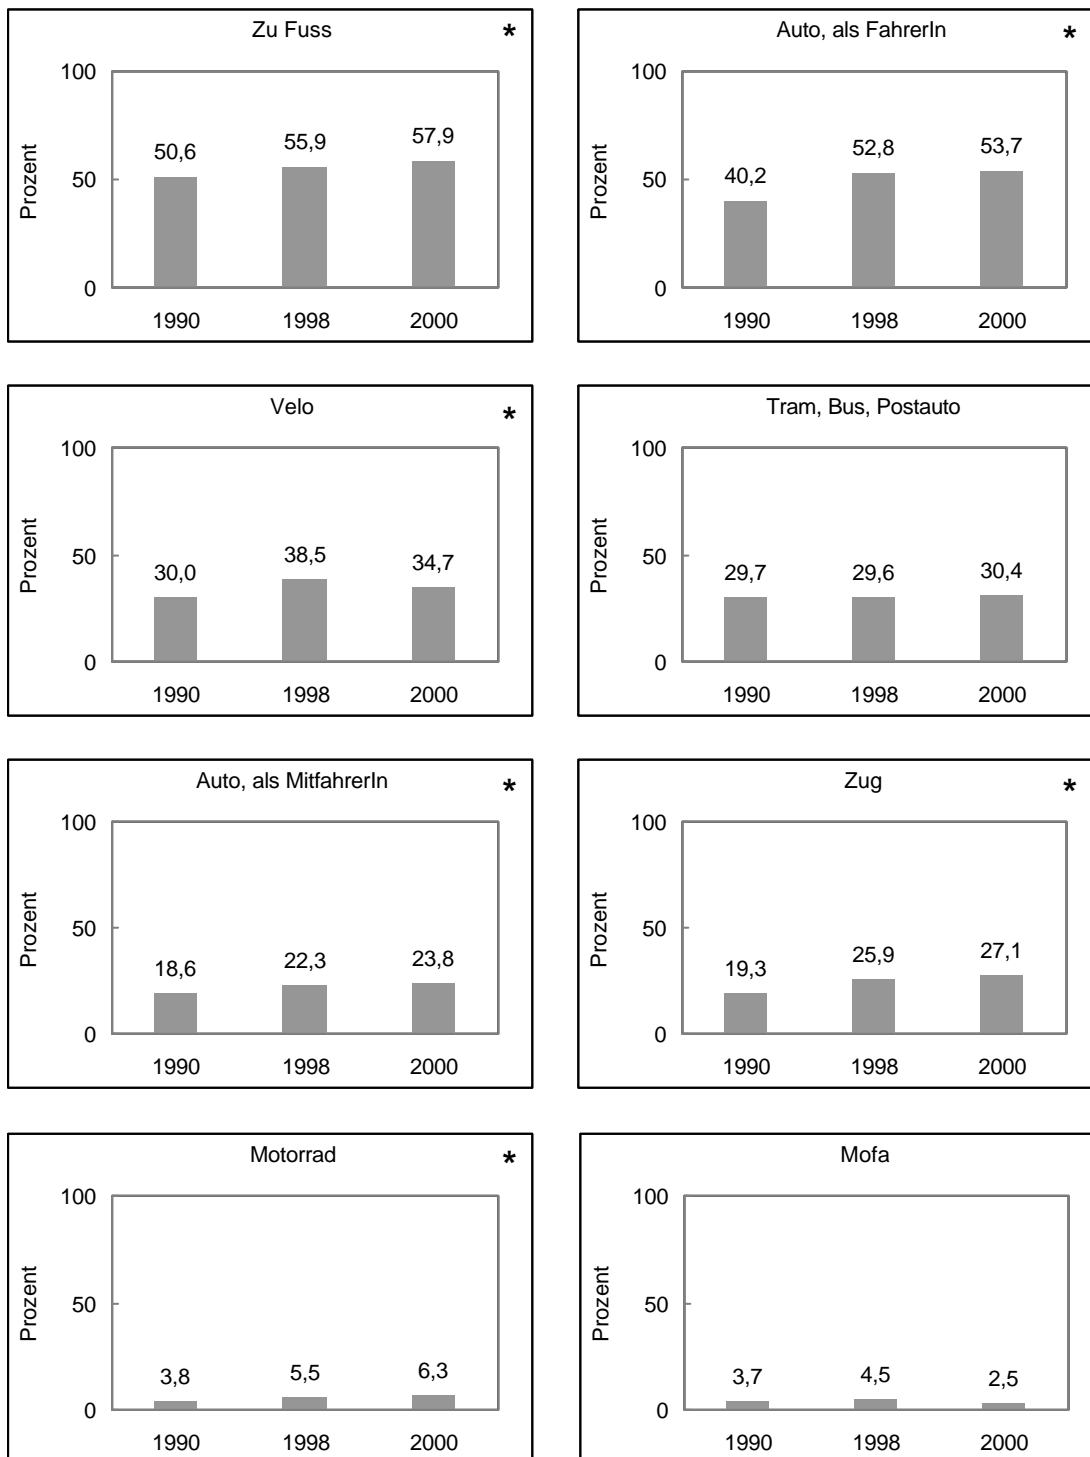 Zu Fuss *
100
50
0
Prozent
50,6 55,9 57,9
1990 1998 2000
Auto, als FahrerIn *
100
50
0
Prozent
40,2 52,8 53,7
1990 1998 2000
Velo *
100
50
0
Prozent
30,0 38,5 34,7
1990 1998 2000
Tram, Bus, Postauto
100
50
0
Prozent
29,7 29,6 30,4
1990 1998 2000
Auto, als MitfahrerIn *
100
50
0
Prozent
18,6 22,3 23,8
1990 1998 2000
Zug *
100
50
0
Prozent
19,3 25,9 27,1
1990 1998 2000
Motorrad *
100
50
0
Prozent
3,8 5,5 6,3
1990 1998 2000
Mofa
100
50
0
Prozent
3,7 4,5 2,5
1990 1998 2000